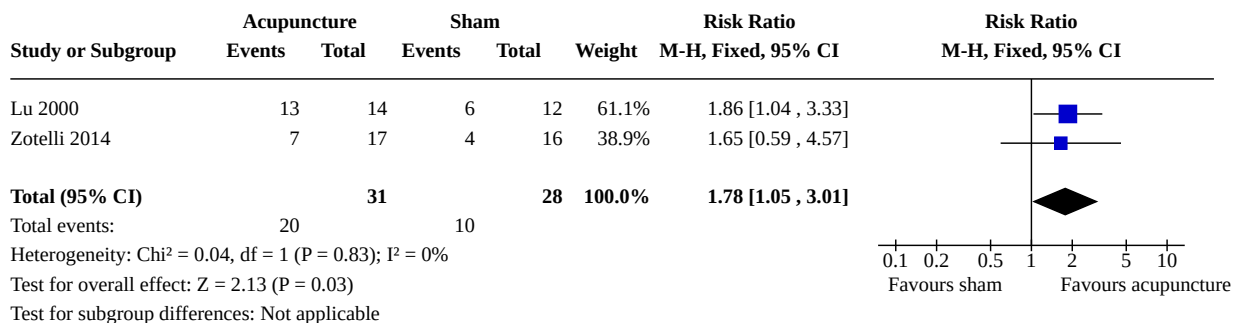 Acupuncture Sham Risk Ratio Risk Ratio
Study or Subgroup Events Total Events Total Weight M-H, Fixed, 95% CI M-H, Fixed, 95% CI
Lu 2000 13 14 6 12 61.1% 1.86 [1.04 , 3.33]
Zotelli 2014 7 17 4 16 38.9% 1.65 [0.59 , 4.57]
Total (95% CI) 31 28 100.0% 1.78 [1.05 , 3.01]
Total events: 20 10
Heterogeneity: Chi² = 0.04, df = 1 (P = 0.83); I² = 0%
0.1 0.2 0.5 1 2 5 10
Test for overall effect: Z = 2.13 (P = 0.03) Favours sham Favours acupuncture
Test for subgroup differences: Not applicable